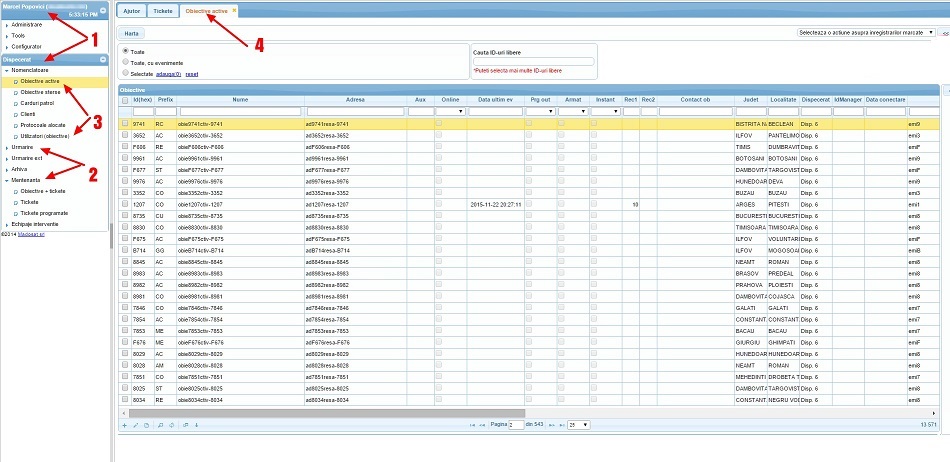 Marcel Popovici
5:33:15 PM
Administrare
Tools
Configurator
Dispecerat
Nomenclatoare
Obiective active
Obiective sterse
Carduri patrol
Clienti
Protocoale alocate
Utilizatori (obiective)
Urmarire
Urmarire ext
Arhiva
Mentenanta
Obiective + tickete
Tickete
Tickete programate
Echipaje interventie
©2014
1
2
3
4
Ajutor Tickete Obiective active
Harta
Selecteaza o actiune asupra inregistrarilor marcate
Toate
Toate, cu evenimente
Selectate adauga(0) reset
Cauta ID-uri libere
*Puteti selecta mai multe ID-uri libere
Obiective
Id(hex) Prefix Nume Adresa Aux Online Data ultim ev Prg out Armat Instant Rec1 Rec2 Contact ob Judet Localitate Dispecerat IdManager Data conectare
9741 RC obie9741ctiv-9741 ad9741resa-9741 BISTRITA NA BECLEAN Disp. 6 emi9
3652 AC obie3652ctiv-3652 ad3652resa-3652 ILFOV PANTELIMO Disp. 6 emi3
F606 RE obieF606ctiv-F606 adF606resa-F606 TIMIS DUMBRAVIT Disp. 6 emiF
9961 AC obie9961ctiv-9961 ad9961resa-9961 BOTOSANI BOTOSANI Disp. 6 emi9
F677 ST obieF677ctiv-F677 adF677resa-F677 DAMBOVITA TARGOVIST Disp. 6 emiF
9976 AC obie9976ctiv-9976 ad9976resa-9976 HUNEDOAR DEVA Disp. 6 emi9
3352 CO obie3352ctiv-3352 ad3352resa-3352 BUZAU BUZAU Disp. 6 emi3
1207 CO obie1207ctiv-1207 ad1207resa-1207 2015-11-22 20:27:11 10 ARGES PITESTI Disp. 6 emi1
8735 CU obie8735ctiv-8735 ad8735resa-8735 BUCURESTI BUCURESTI Disp. 6 emi8
8830 CO obie8830ctiv-8830 ad8830resa-8830 TIMISOARA TIMISOARA Disp. 6 emi8
F675 AC obieF675ctiv-F675 adF675resa-F675 ILFOV VOLUNTARI Disp. 6 emiF
B714 GG obieB714ctiv-B714 adB714resa-B714 ILFOV MOGOSOAI Disp. 6 emiB
8845 AC obie8845ctiv-8845 ad8845resa-8845 NEAMT ROMAN Disp. 6 emi8
8983 AC obie8983ctiv-8983 ad8983resa-8983 BRASOV PREDEAL Disp. 6 emi8
8982 AC obie8982ctiv-8982 ad8982resa-8982 PRAHOVA PLOIESTI Disp. 6 emi8
8981 CO obie8981ctiv-8981 ad8981resa-8981 DAMBOVITA COJASCA Disp. 6 emi8
7846 CO obie7846ctiv-7846 ad7846resa-7846 GALATI GALATI Disp. 6 emi7
7854 AC obie7854ctiv-7854 ad7854resa-7854 CONSTANT. CONSTANT Disp. 6 emi7
7853 ME obie7853ctiv-7853 ad7853resa-7853 BACAU BACAU Disp. 6 emi7
F676 ME obieF676ctiv-F676 adF676resa-F676 GIURGIU GHIMPATI Disp. 6 emiF
8029 AC obie8029ctiv-8029 ad8029resa-8029 HUNEDOAR HUNEDOAR Disp. 6 emi8
8028 AM obie8028ctiv-8028 ad8028resa-8028 NEAMT ROMAN Disp. 6 emi8
7851 CO obie7851ctiv-7851 ad7851resa-7851 MEHEDINTI DROBETA T Disp. 6 emi7
8025 ST obie8025ctiv-8025 ad8025resa-8025 DAMBOVITA TARGOVIST Disp. 6 emi8
8034 RE obie8034ctiv-8034 ad8034resa-8034 CONSTANT. NEGRU VOD Disp. 6 emi8
Pagina 2 din 543 25 13 571